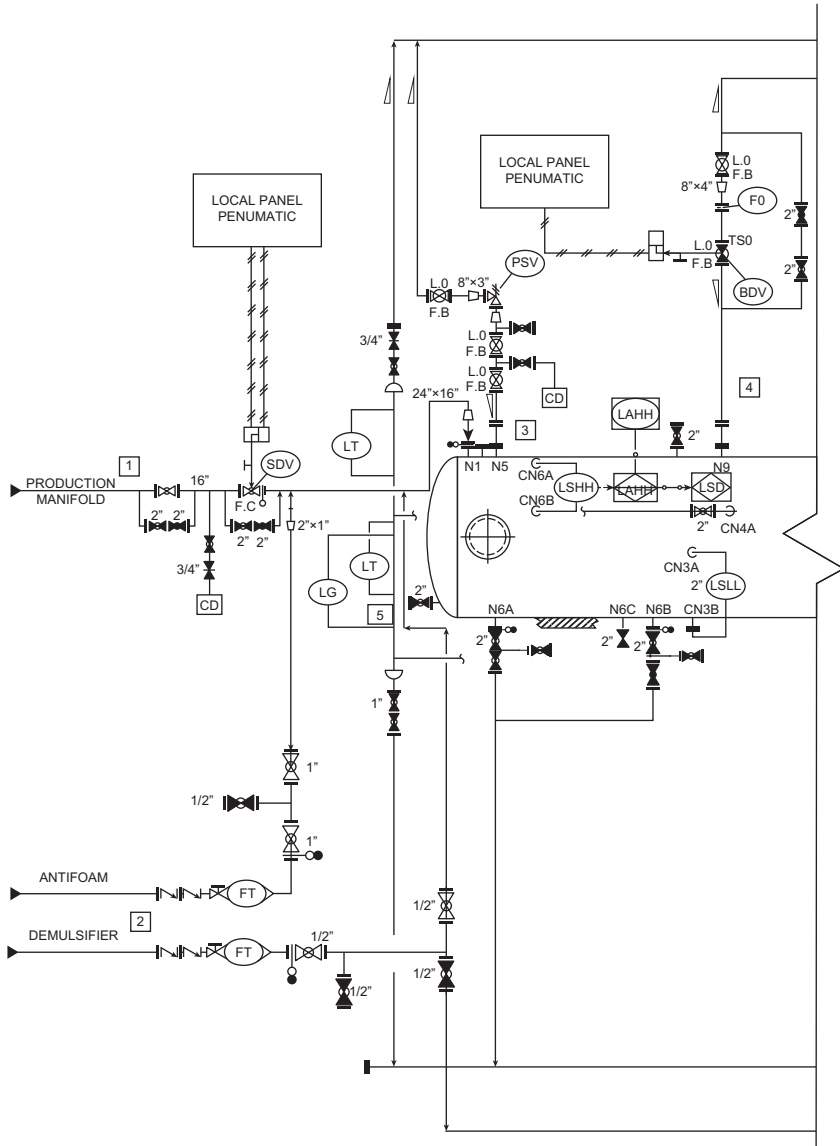 LOCAL PANEL
PENUMATIC
LOCAL PANEL
PENUMATIC
L.0
F.B
8”×4”
F0
2”
TS0
L.0
F.B
BDV
2”
PSV
L.0
8”×3”
F.B
3/4”
L.0
F.B
L.0
F.B
CD
4
24”×16”
LT
3
LAHH
2”
N1
N5
N9
CN6A
LSHH
LAHH
LSD
CN6B
2”
CN4A
SDV
1
PRODUCTION
MANIFOLD
16”
F.C
2”
2”
2”
2”
2”×1”
3/4”
CD
LT
LG
5
2”
CN3A
2”
LSLL
N6A
N6C
N6B
CN3B
2”
2”
2”
1”
1”
1/2”
1”
ANTIFOAM
FT
2
DEMULSIFIER
FT
1/2”
1/2”
1/2”
1/2”